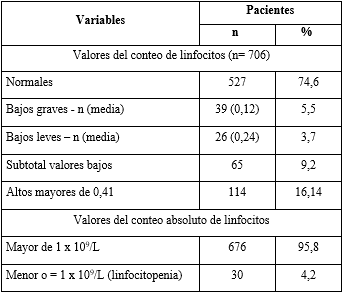 Variables Pacientes
n %
Valores del conteo de linfocitos (n= 706)
Normales 527 74,6
Bajos graves - n (media) 39 (0,12) 5,5
Bajos leves – n (media) 26 (0,24) 3,7
Subtotal valores bajos 65 9,2
Altos mayores de 0,41 114 16,14
Valores del conteo absoluto de linfocitos
Mayor de 1 x 10⁹/L 676 95,8
Menor o = 1 x 10⁹/L (linfocitopenia) 30 4,2